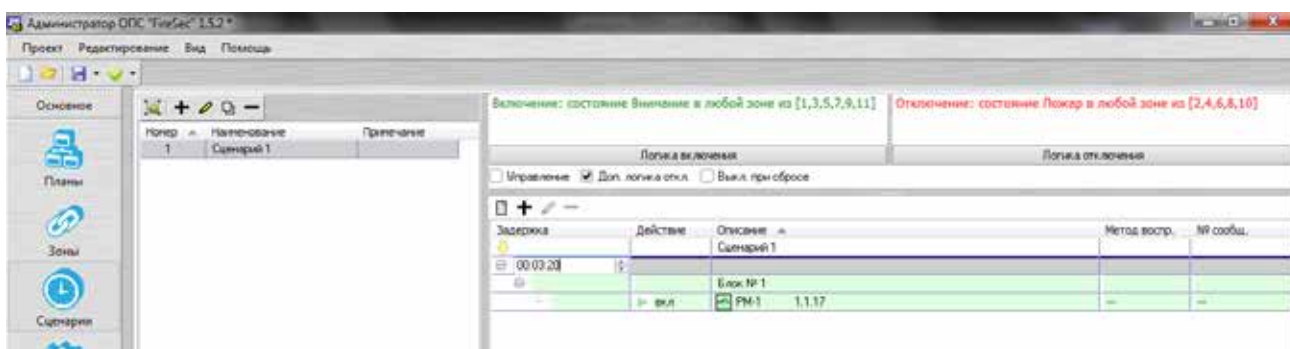 Администратор ОПС "FireSec" 1.5.2 *
Проект Редактирование Вид Помощь
Основное
Планы
Зоны
Сценарии
Номер Наименование Примечание
1 Сценарий 1
Включение: состояние Внимание в любой зоне из [1,3,5,7,9,11] Отключение: состояние Пожар в любой зоне из [2,4,6,8,10]
Логика включения Логика отключения
Управление Доп. логика откл. Выкл. при сбросе
Задержка Действие Описание Метод воспр. № сообщ.
Сценарий 1
00:03:20
Блок № 1
вкл РМ-1 1.1.17 — —